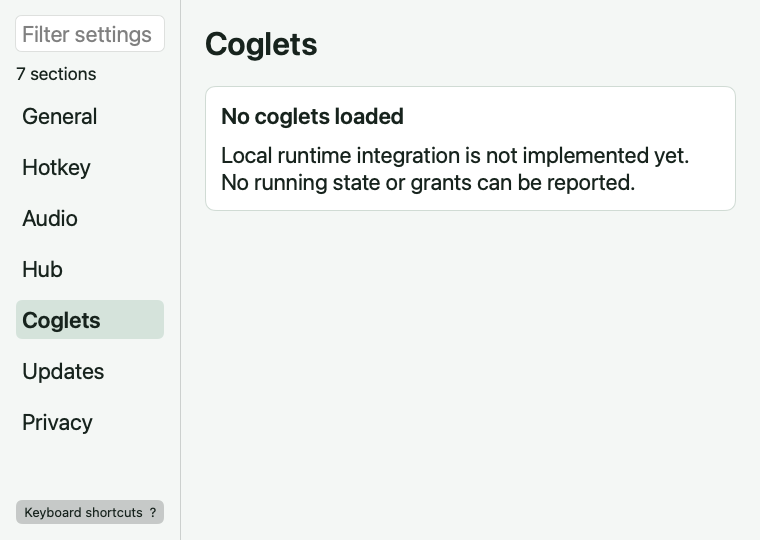 Filter settings
7 sections
General
Hotkey
Audio
Hub
Coglets
Updates
Privacy
Keyboard shortcuts ?
Coglets
No coglets loaded
Local runtime integration is not implemented yet.
No running state or grants can be reported.